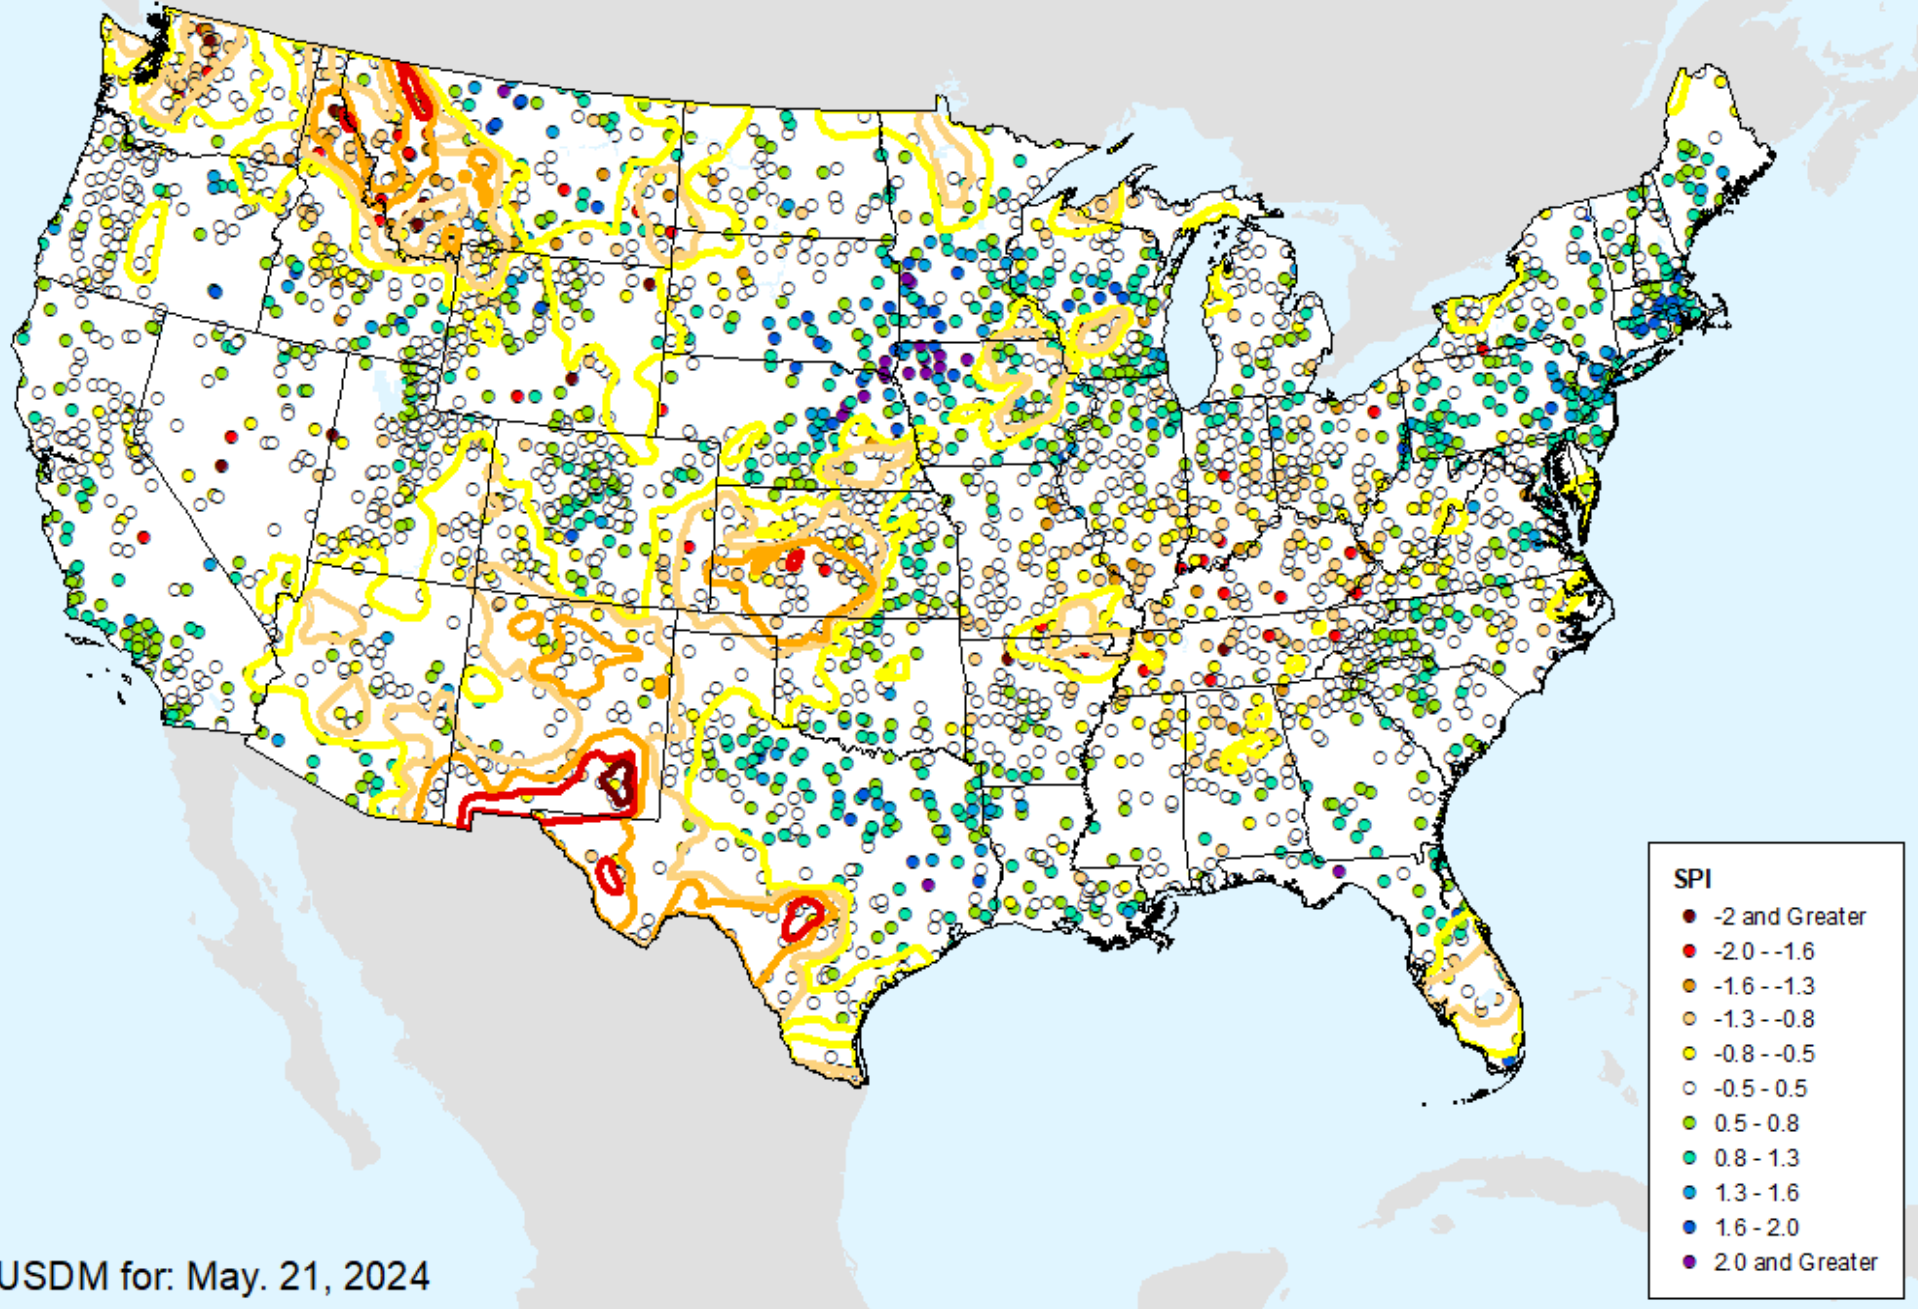 SPI
-2 and Greater
-2.0 - -1.6
-1.6 - -1.3
-1.3 - -0.8
-0.8 - -0.5
-0.5 - 0.5
0.5 - 0.8
0.8 - 1.3
1.3 - 1.6
1.6 - 2.0
2.0 and Greater
USDM for: May. 21, 2024